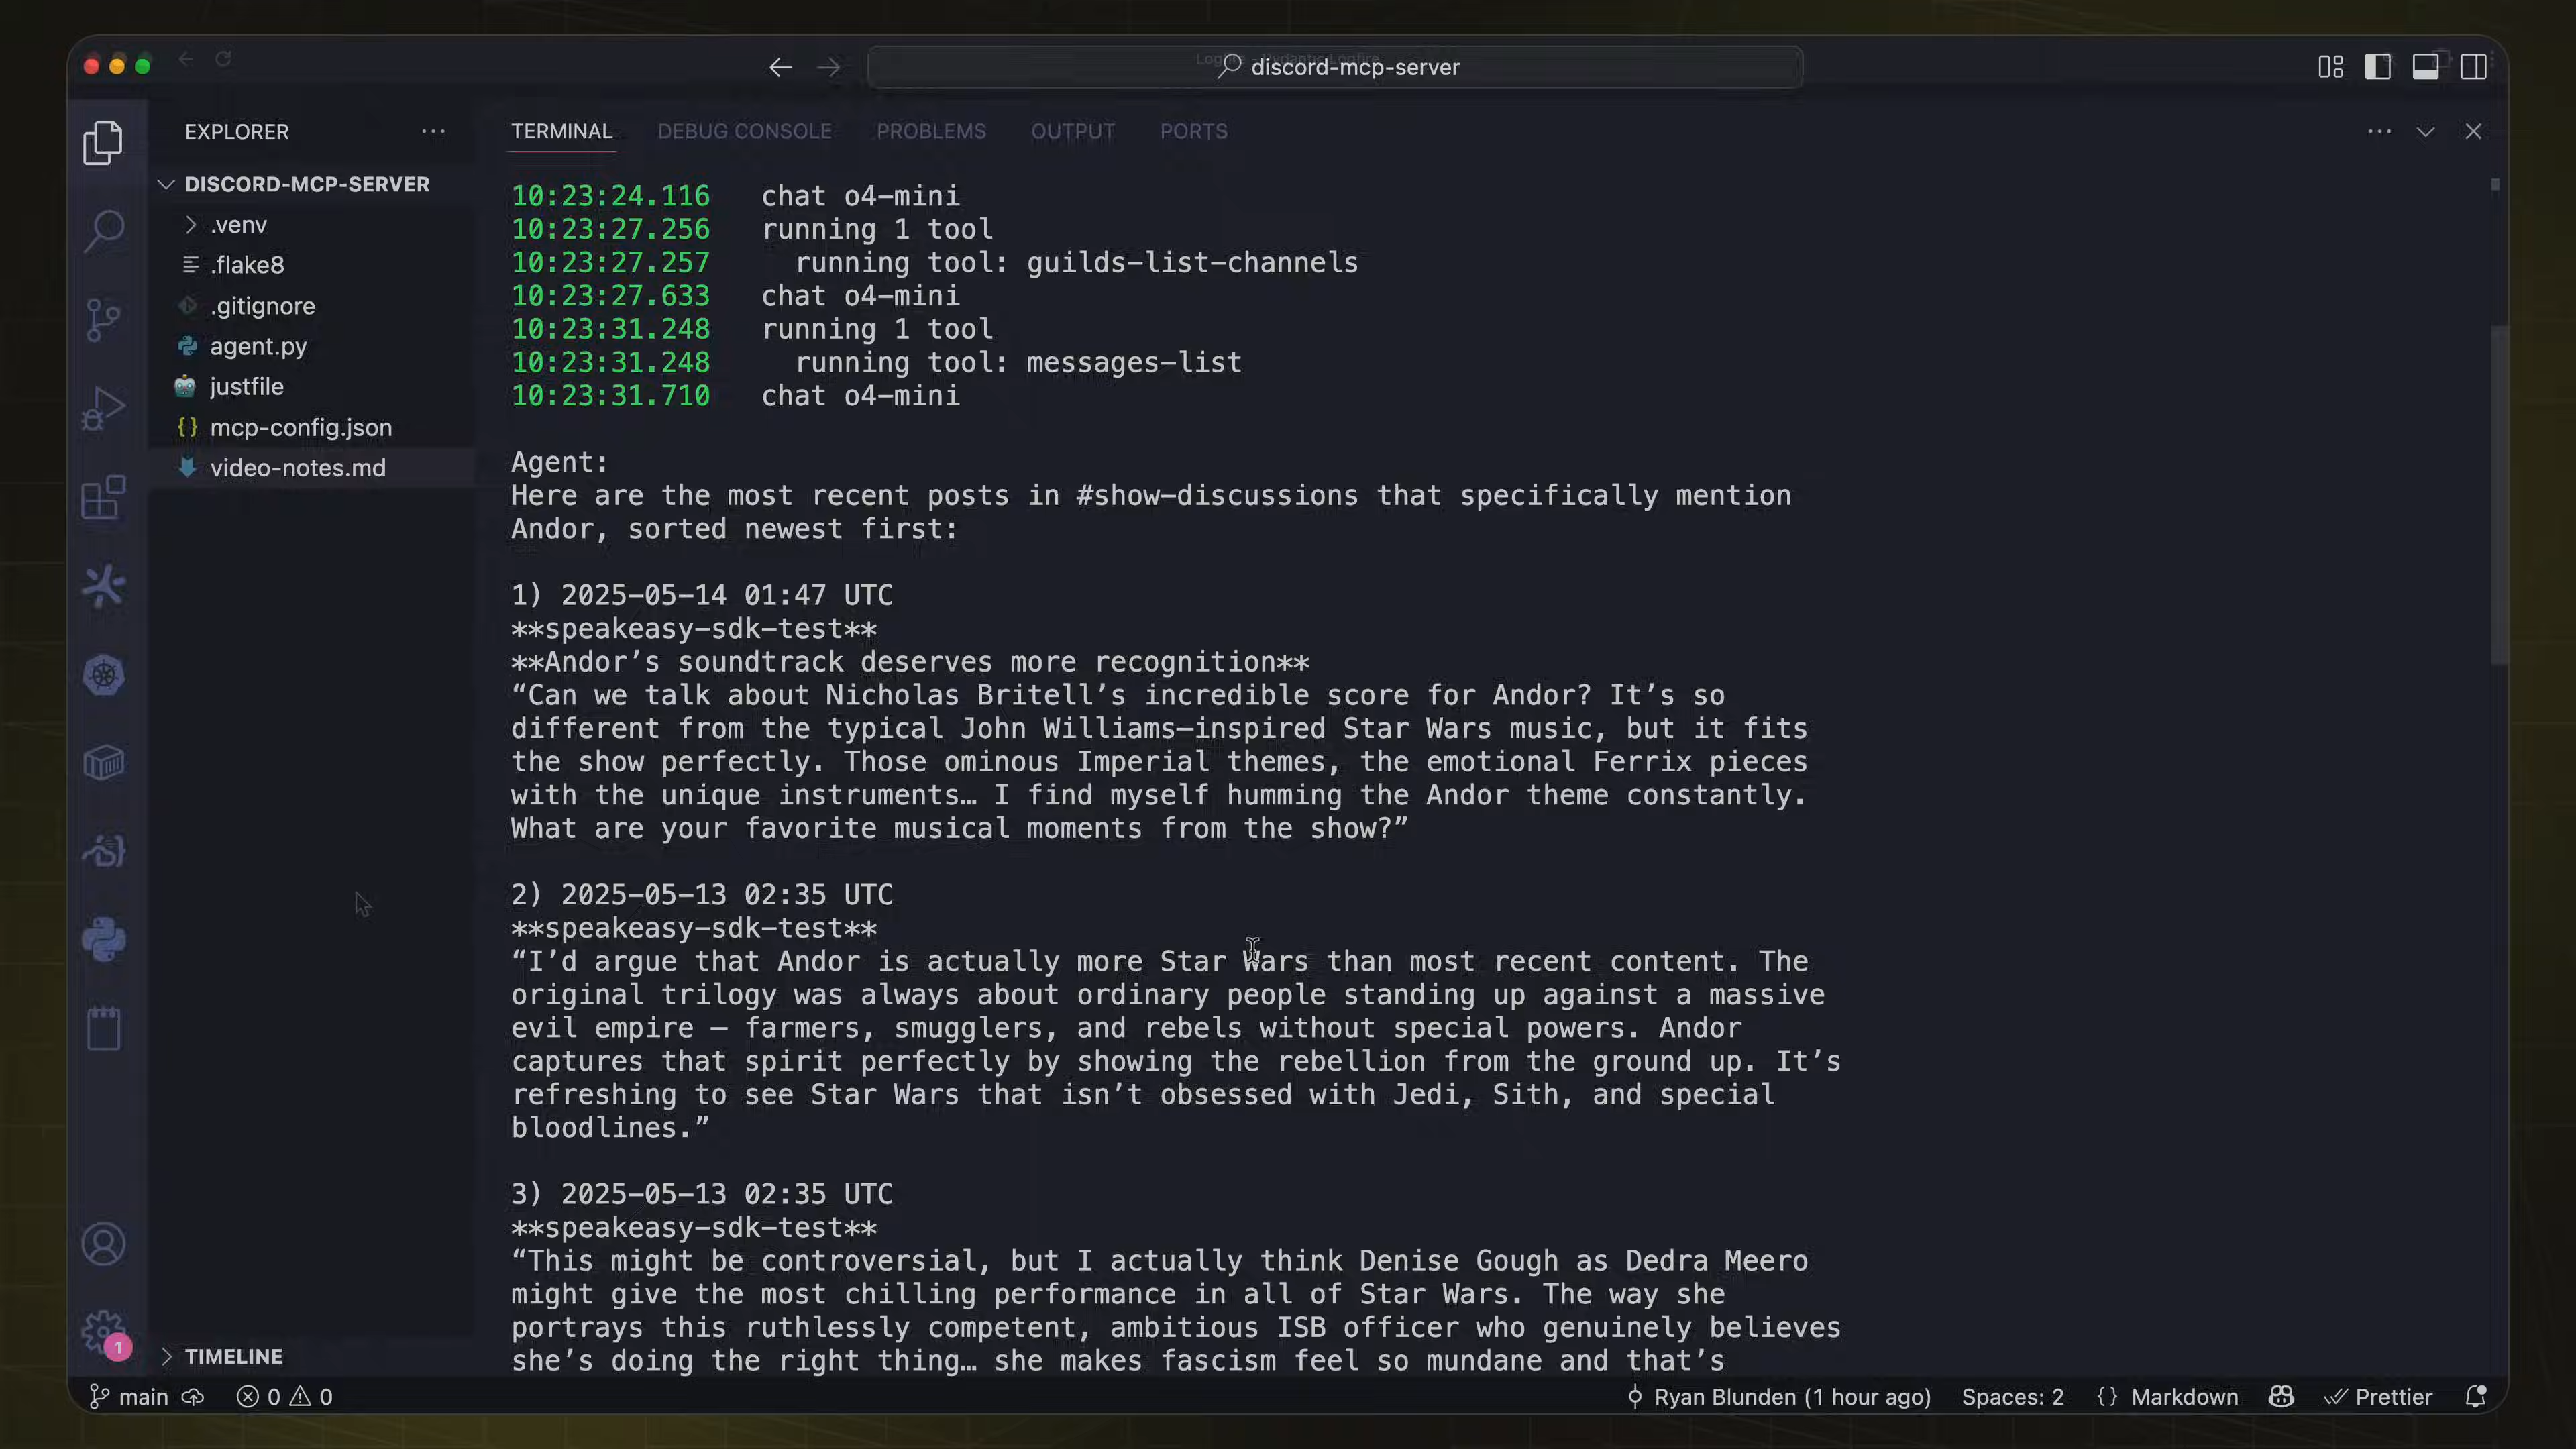 discord-mcp-server
EXPLORER
TERMINAL DEBUG CONSOLE PROBLEMS OUTPUT PORTS
DISCORD-MCP-SERVER
.venv
.flake8
.gitignore
agent.py
justfile
mcp-config.json
video-notes.md
10:23:24.116 chat o4-mini
10:23:27.256 running 1 tool
10:23:27.257 running tool: guilds-list-channels
10:23:27.633 chat o4-mini
10:23:31.248 running 1 tool
10:23:31.248 running tool: messages-list
10:23:31.710 chat o4-mini
Agent:
Here are the most recent posts in #show-discussions that specifically mention
Andor, sorted newest first:
1) 2025-05-14 01:47 UTC
**speakeasy-sdk-test**
**Andor’s soundtrack deserves more recognition**
“Can we talk about Nicholas Britell’s incredible score for Andor? It’s so
different from the typical John Williams–inspired Star Wars music, but it fits
the show perfectly. Those ominous Imperial themes, the emotional Ferrix pieces
with the unique instruments… I find myself humming the Andor theme constantly.
What are your favorite musical moments from the show?”
2) 2025-05-13 02:35 UTC
**speakeasy-sdk-test**
“I’d argue that Andor is actually more Star Wars than most recent content. The
original trilogy was always about ordinary people standing up against a massive
evil empire – farmers, smugglers, and rebels without special powers. Andor
captures that spirit perfectly by showing the rebellion from the ground up. It’s
refreshing to see Star Wars that isn’t obsessed with Jedi, Sith, and special
bloodlines.”
3) 2025-05-13 02:35 UTC
**speakeasy-sdk-test**
“This might be controversial, but I actually think Denise Gough as Dedra Meero
might give the most chilling performance in all of Star Wars. The way she
portrays this ruthlessly competent, ambitious ISB officer who genuinely believes
she’s doing the right thing… she makes fascism feel so mundane and that’s
1
TIMELINE
main 0 0 Ryan Blunden (1 hour ago) Spaces: 2 {} Markdown Prettier